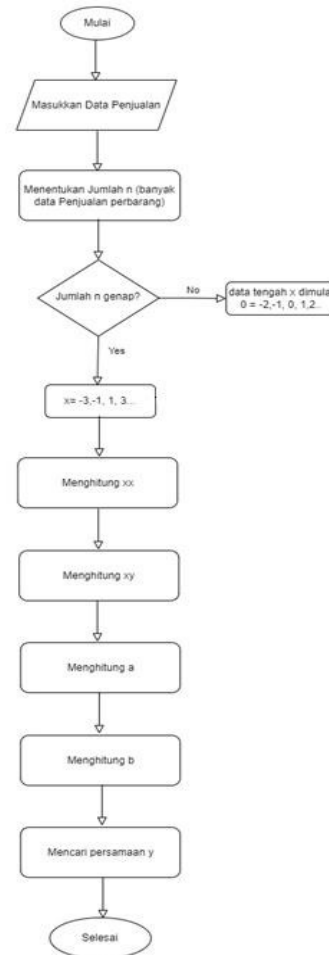 Mulai
Masukkan Data Penjualan
Menentukan Jumlah n (banyak
data Penjualan perbarang)
Jumlah n genap?
No
data tengah x dimula
0 = -2,-1, 0, 1,2..
Yes
x= -3,-1, 1, 3...
Menghitung xx
Menghitung xy
Menghitung a
Menghitung b
Mencari persamaan y
Selesai